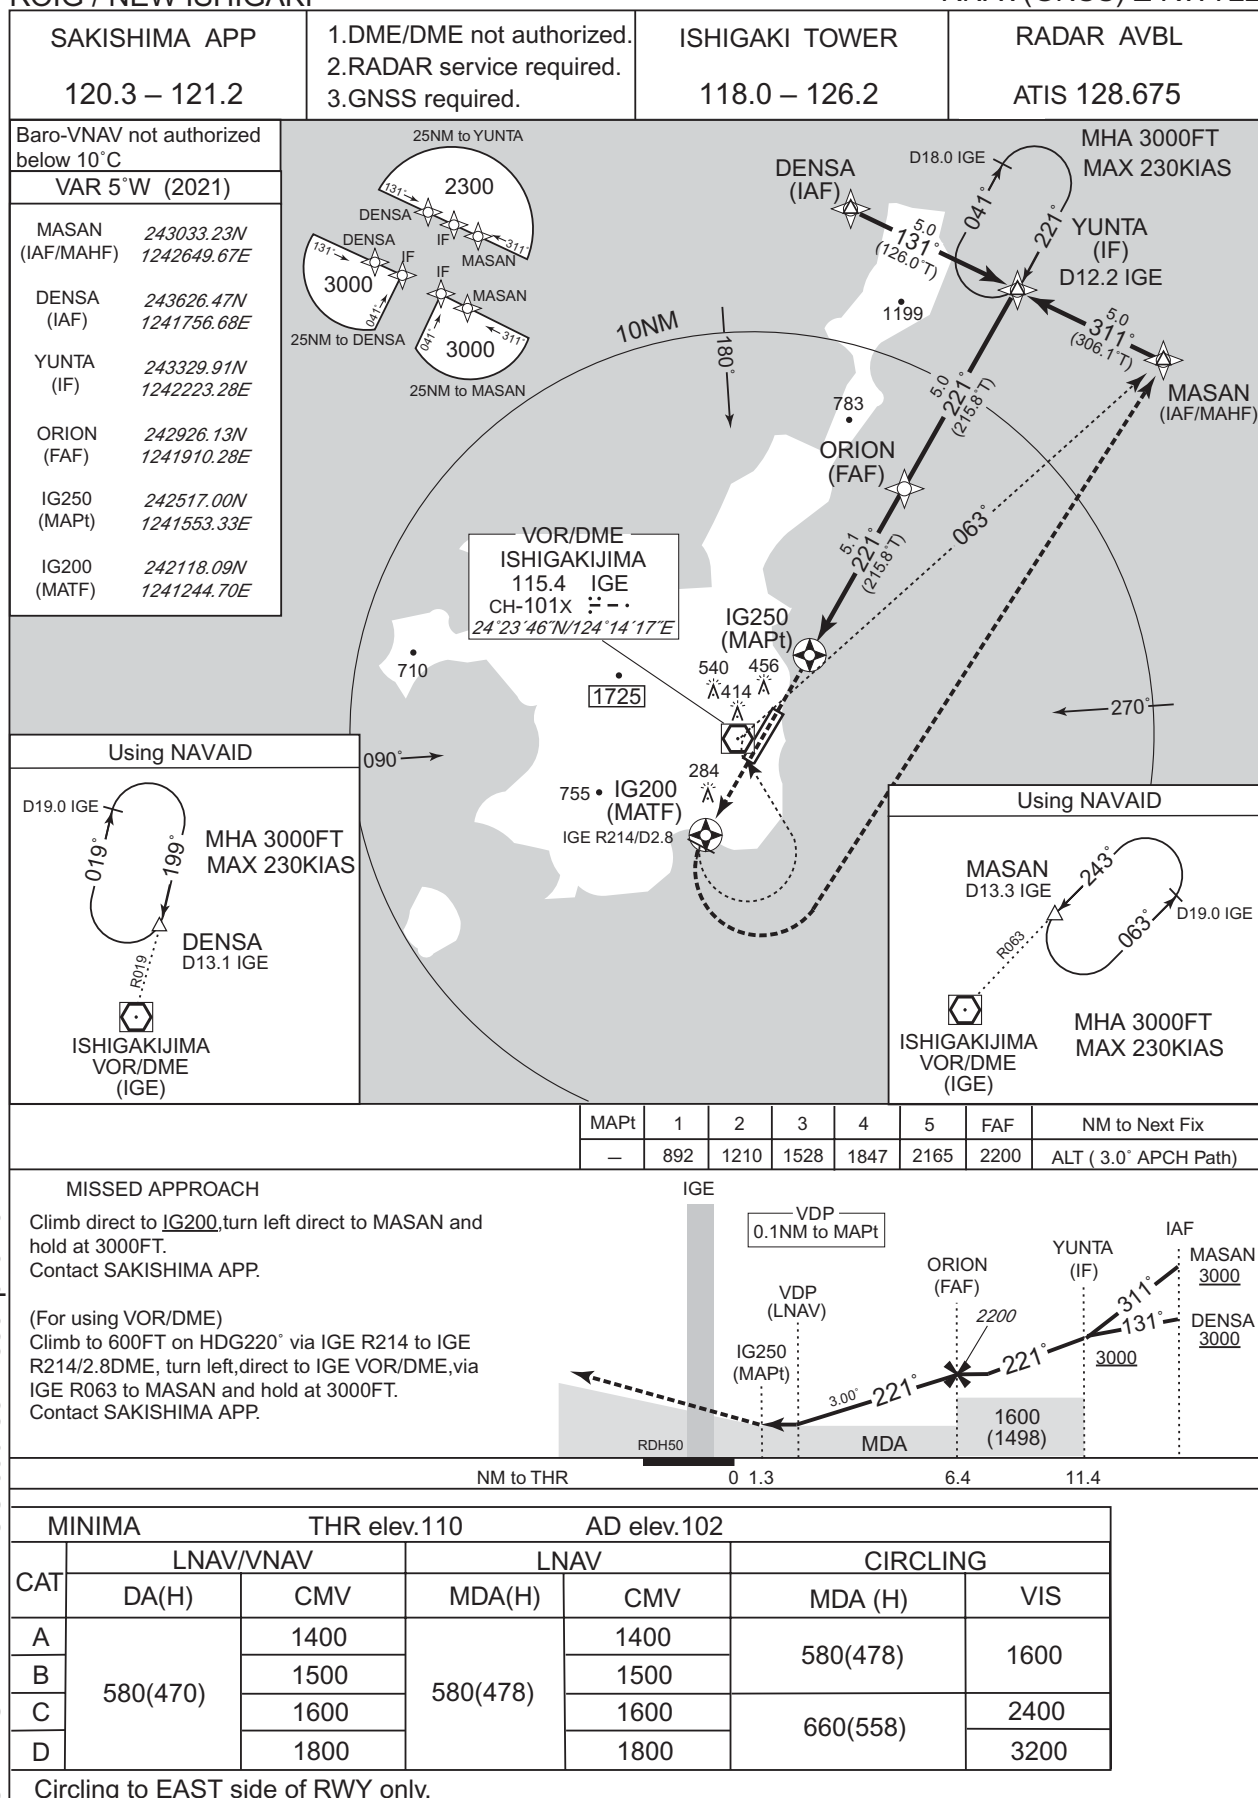 ROIG / NEW ISHIGAKI
SAKISHIMA APP
120.3 – 121.2
1.DME/DME not authorized.
2.RADAR service required.
3.GNSS required.
ISHIGAKI TOWER
118.0 – 126.2
RADAR AVBL
ATIS 128.675
Baro-VNAV not authorized
below 10˚C
VAR 5˚W (2021)
MASAN
(IAF/MAHF)
243033.23N
1242649.67E
DENSA
(IAF)
243626.47N
1241756.68E
YUNTA
(IF)
243329.91N
1242223.28E
ORION
(FAF)
242926.13N
1241910.28E
IG250
(MAPt)
242517.00N
1241553.33E
IG200
(MATF)
242118.09N
1241244.70E
25NM to YUNTA
2300
131˚
DENSA
IF
MASAN
311˚
DENSA
131˚
IF
3000
041˚
25NM to DENSA
IF
MASAN
041˚
3000
311˚
25NM to MASAN
DENSA
(IAF)
D18.0 IGE
MHA 3000FT
MAX 230KIAS
041˚
221˚
YUNTA
(IF)
D12.2 IGE
5.0
131˚
(126.0˚T)
1199
5.0
311˚
(306.1˚T)
MASAN
(IAF/MAHF)
10NM
180˚
783
5.0
221˚
(215.8˚T)
ORION
(FAF)
063˚
5.1
221˚
(215.8˚T)
VOR/DME
ISHIGAKIJIMA
115.4 IGE
CH-101X
24˚23´46˝N/124˚14´17˝E
IG250
(MAPt)
710
1725
540
456
414
270˚
090˚
284
755
IG200
(MATF)
IGE R214/D2.8
Using NAVAID
D19.0 IGE
019˚
199˚
MHA 3000FT
MAX 230KIAS
DENSA
D13.1 IGE
R019
ISHIGAKIJIMA
VOR/DME
(IGE)
Using NAVAID
MASAN
D13.3 IGE
243˚
063˚
D19.0 IGE
R063
ISHIGAKIJIMA
VOR/DME
(IGE)
MHA 3000FT
MAX 230KIAS
MAPt 1 2 3 4 5 FAF NM to Next Fix
– 892 1210 1528 1847 2165 2200 ALT ( 3.0˚ APCH Path)
MISSED APPROACH
Climb direct to IG200,turn left direct to MASAN and
hold at 3000FT.
Contact SAKISHIMA APP.
(For using VOR/DME)
Climb to 600FT on HDG220˚ via IGE R214 to IGE
R214/2.8DME, turn left,direct to IGE VOR/DME,via
IGE R063 to MASAN and hold at 3000FT.
Contact SAKISHIMA APP.
IGE
VDP
0.1NM to MAPt
IAF
MASAN
3000
DENSA
3000
YUNTA
(IF)
ORION
(FAF)
VDP
(LNAV)
IG250
(MAPt)
2200
311˚
131˚
3000
221˚
3.00˚ 221˚
1600
(1498)
MDA
RDH50
NM to THR 0 1.3 6.4 11.4
MINIMA THR elev.110 AD elev.102
CAT LNAV/VNAV LNAV CIRCLING
DA(H) CMV MDA(H) CMV MDA (H) VIS
A 580(470) 1400 580(478) 1400 580(478) 1600
B 1500 1500
C 1600 1600 660(558) 2400
D 1800 1800 3200
Circling to EAST side of RWY only.